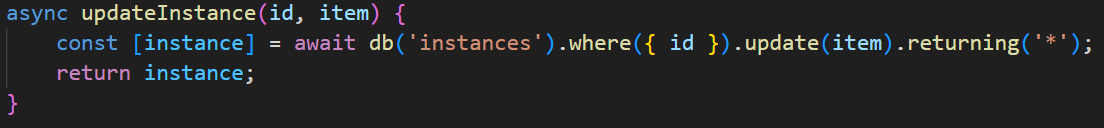 async updateInstance(id, item) {
    const [instance] = await db('instances').where({ id }).update(item).returning('*');
    return instance;
}